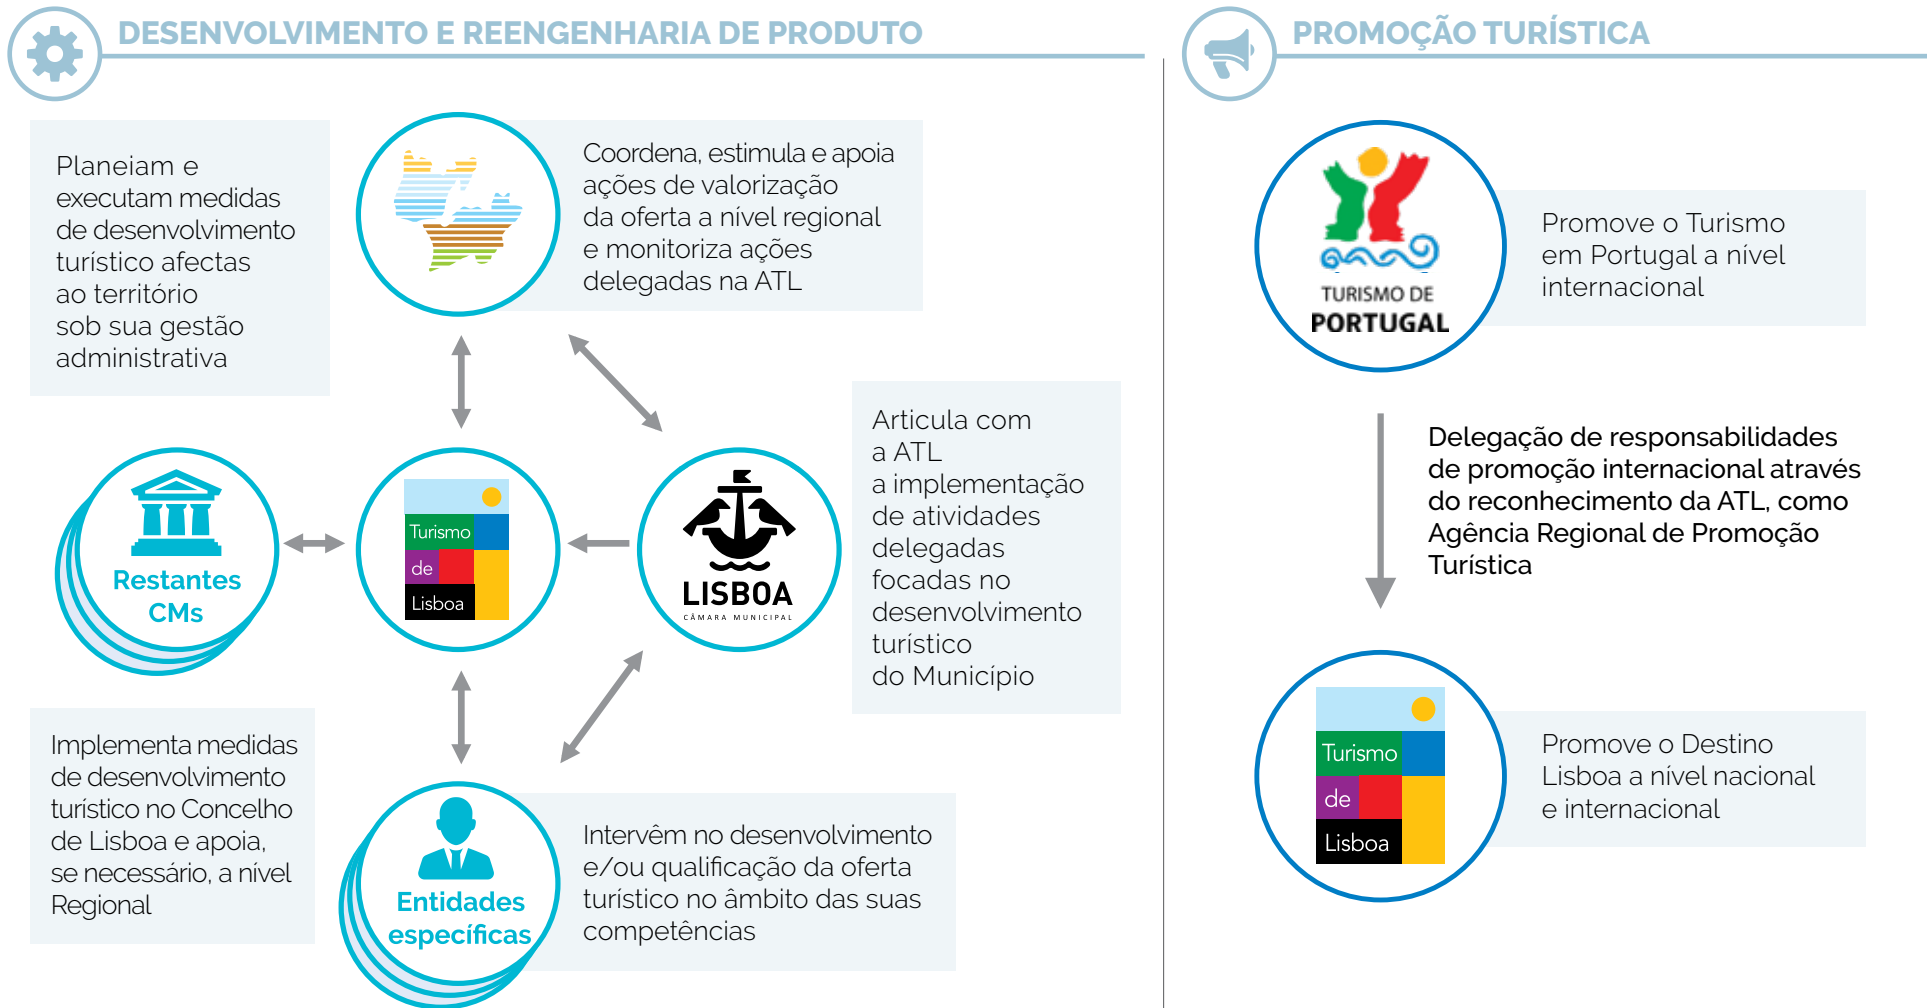 DESENVOLVIMENTO E REENGENHARIA DE PRODUTO
Planeiam e
executam medidas
de desenvolvimento
turístico afectas
ao território
sob sua gestão
administrativa
Coordena, estimula e apoia
ações de valorização
da oferta a nível regional
e monitoriza ações
delegadas na ATL
Restantes
CMs
Turismo
de
Lisboa
LISBOA
CÂMARA MUNICIPAL
Articula com
a ATL
a implementação
de atividades
delegadas
focadas no
desenvolvimento
turístico
do Município
Implementa medidas
de desenvolvimento
turístico no Concelho
de Lisboa e apoia,
se necessário, a nível
Regional
Entidades
específicas
Intervêm no desenvolvimento
e/ou qualificação da oferta
turístico no âmbito das suas
competências
PROMOÇÃO TURÍSTICA
TURISMO DE
PORTUGAL
Promove o Turismo
em Portugal a nível
internacional
Delegação de responsabilidades
de promoção internacional através
do reconhecimento da ATL, como
Agência Regional de Promoção
Turística
Turismo
de
Lisboa
Promove o Destino
Lisboa a nível nacional
e internacional